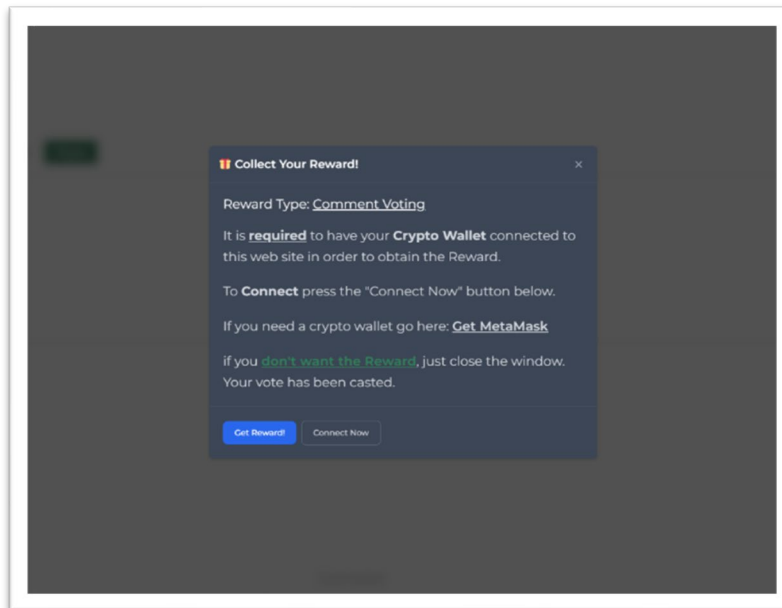 Collect Your Reward!
Reward Type: Comment Voting
It is required to have your Crypto Wallet connected to
this web site in order to obtain the Reward.
To Connect press the "Connect Now" button below.
If you need a crypto wallet go here: Get MetaMask
if you don't want the Reward, just close the window.
Your vote has been casted.
Get Reward! Connect Now